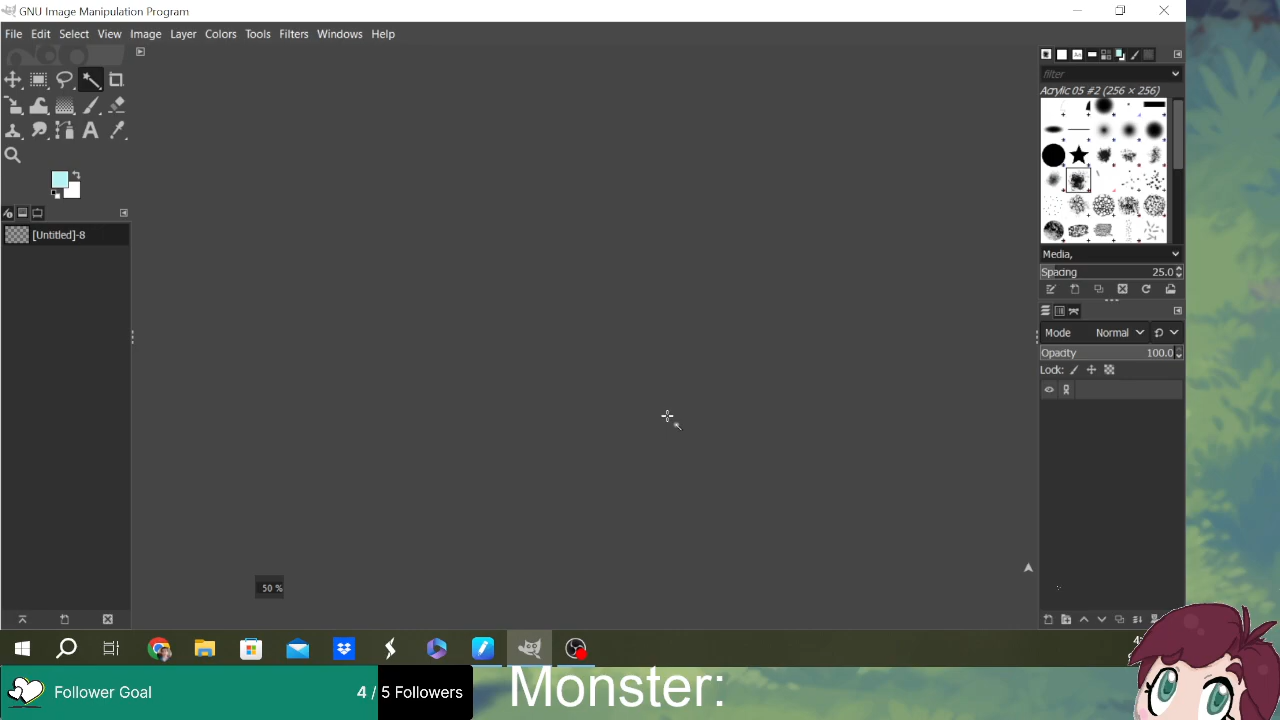 GNU Image Manipulation Program
File Edit Select View Image Layer Colors Tools Filters Windows Help
filter
Acrylic 05 #2 (256 × 256)
[Untitled]-8
Media,
Spacing 25.0
Mode Normal
Opacity 100.0
Lock:
50 %
Follower Goal 4 / 5 Followers
Monster: